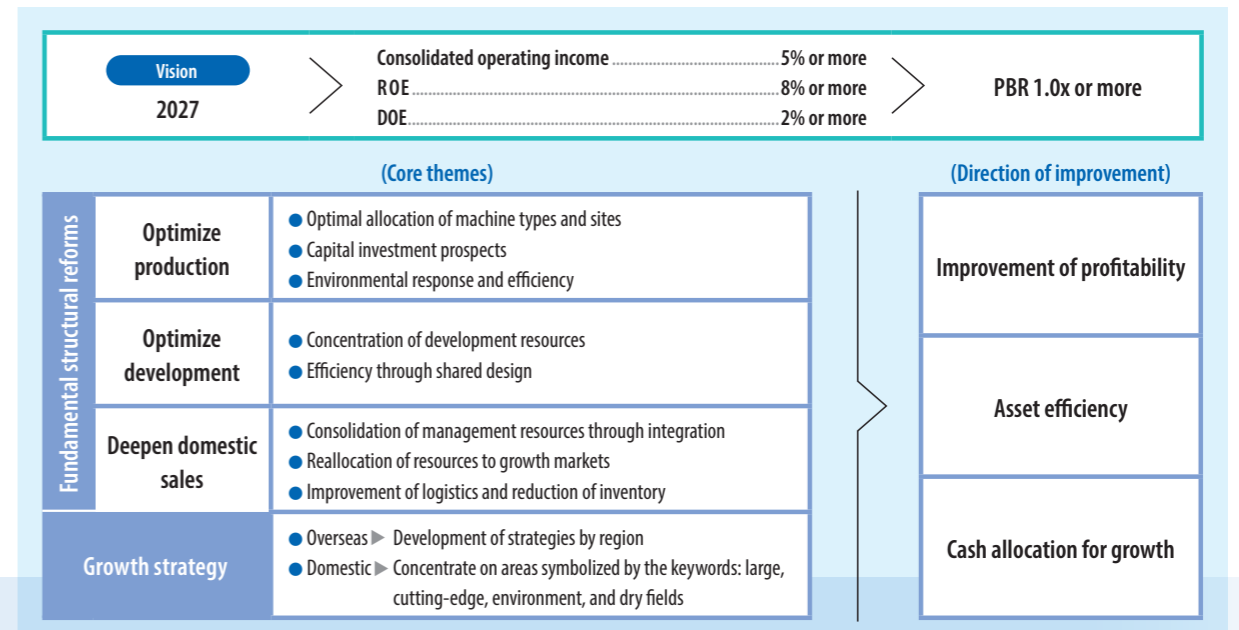 Vision
2027
Consolidated operating income ........................................ 5% or more
ROE........................................................................................ 8% or more
DOE........................................................................................ 2% or more
PBR 1.0x or more
(Core themes)
(Direction of improvement)
Fundamental structural reforms
Optimize
production
● Optimal allocation of machine types and sites
● Capital investment prospects
● Environmental response and efficiency
Optimize
development
● Concentration of development resources
● Efficiency through shared design
Deepen domestic
sales
● Consolidation of management resources through integration
● Reallocation of resources to growth markets
● Improvement of logistics and reduction of inventory
Growth strategy
● Overseas ▶ Development of strategies by region
● Domestic ▶ Concentrate on areas symbolized by the keywords: large,
cutting-edge, environment, and dry fields
Improvement of profitability
Asset efficiency
Cash allocation for growth